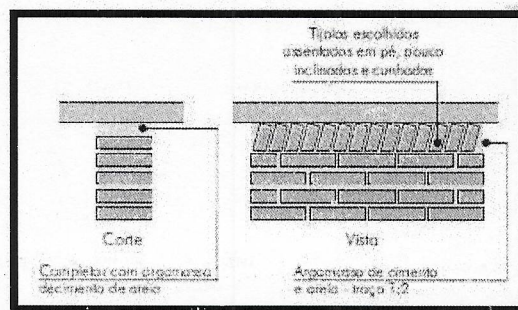 Tijolos escolhidos
assentados em pé, pouco
inclinados e cunhados
Corte
Vista
Completar com argamassa
decimento de areia
Argamassa de cimento
e areia - traço 1:2